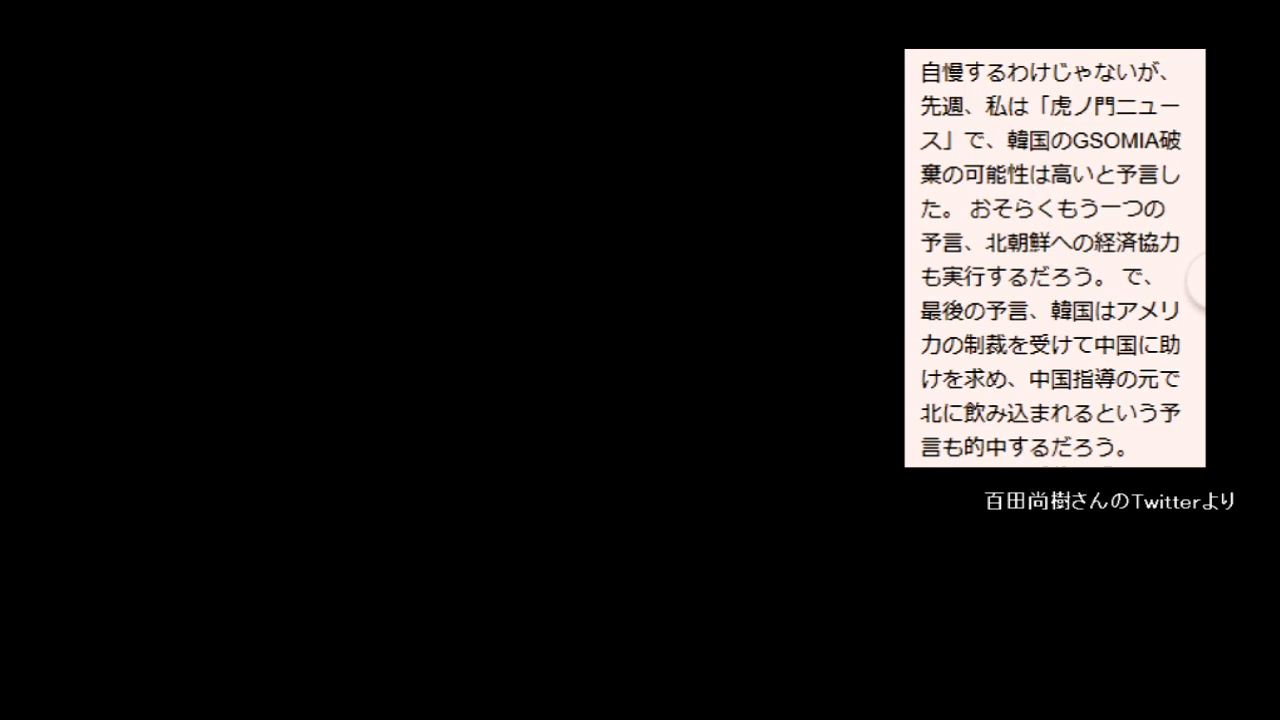 自慢するわけじゃないが、
先週、私は「虎ノ門ニュー
ス」で、韓国のGSOMIA破
棄の可能性は高いと予言し
た。 おそらくもう一つの
予言、北朝鮮への経済協力
も実行するだろう。 で、
最後の予言、韓国はアメリ
カの制裁を受けて中国に助
けを求め、中国指導の元で
北に飲み込まれるという予
言も的中するだろう。
百田尚樹さんのTwitterより